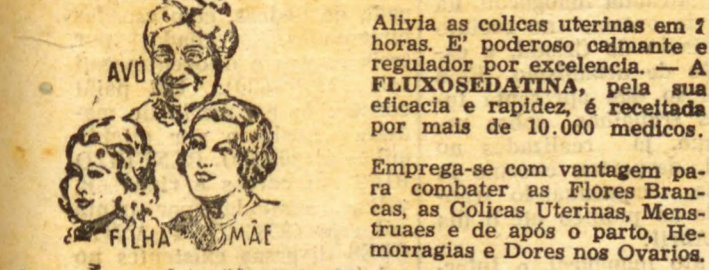 AVÓ
FILHA
MÃE
Alivia as colicas uterinas em 2
horas. E' poderoso calmante e
regulador por excelencia. — A
FLUXOSEDATINA, pela sua
eficacia e rapidez, é receitada
por mais de 10.000 medicos.
Emprega-se com vantagem pa-
ra combater as Flores Bran-
cas, as Colicas Uterinas, Mens-
truaes e de após o parto, He-
morragias e Dores nos Ovarios.